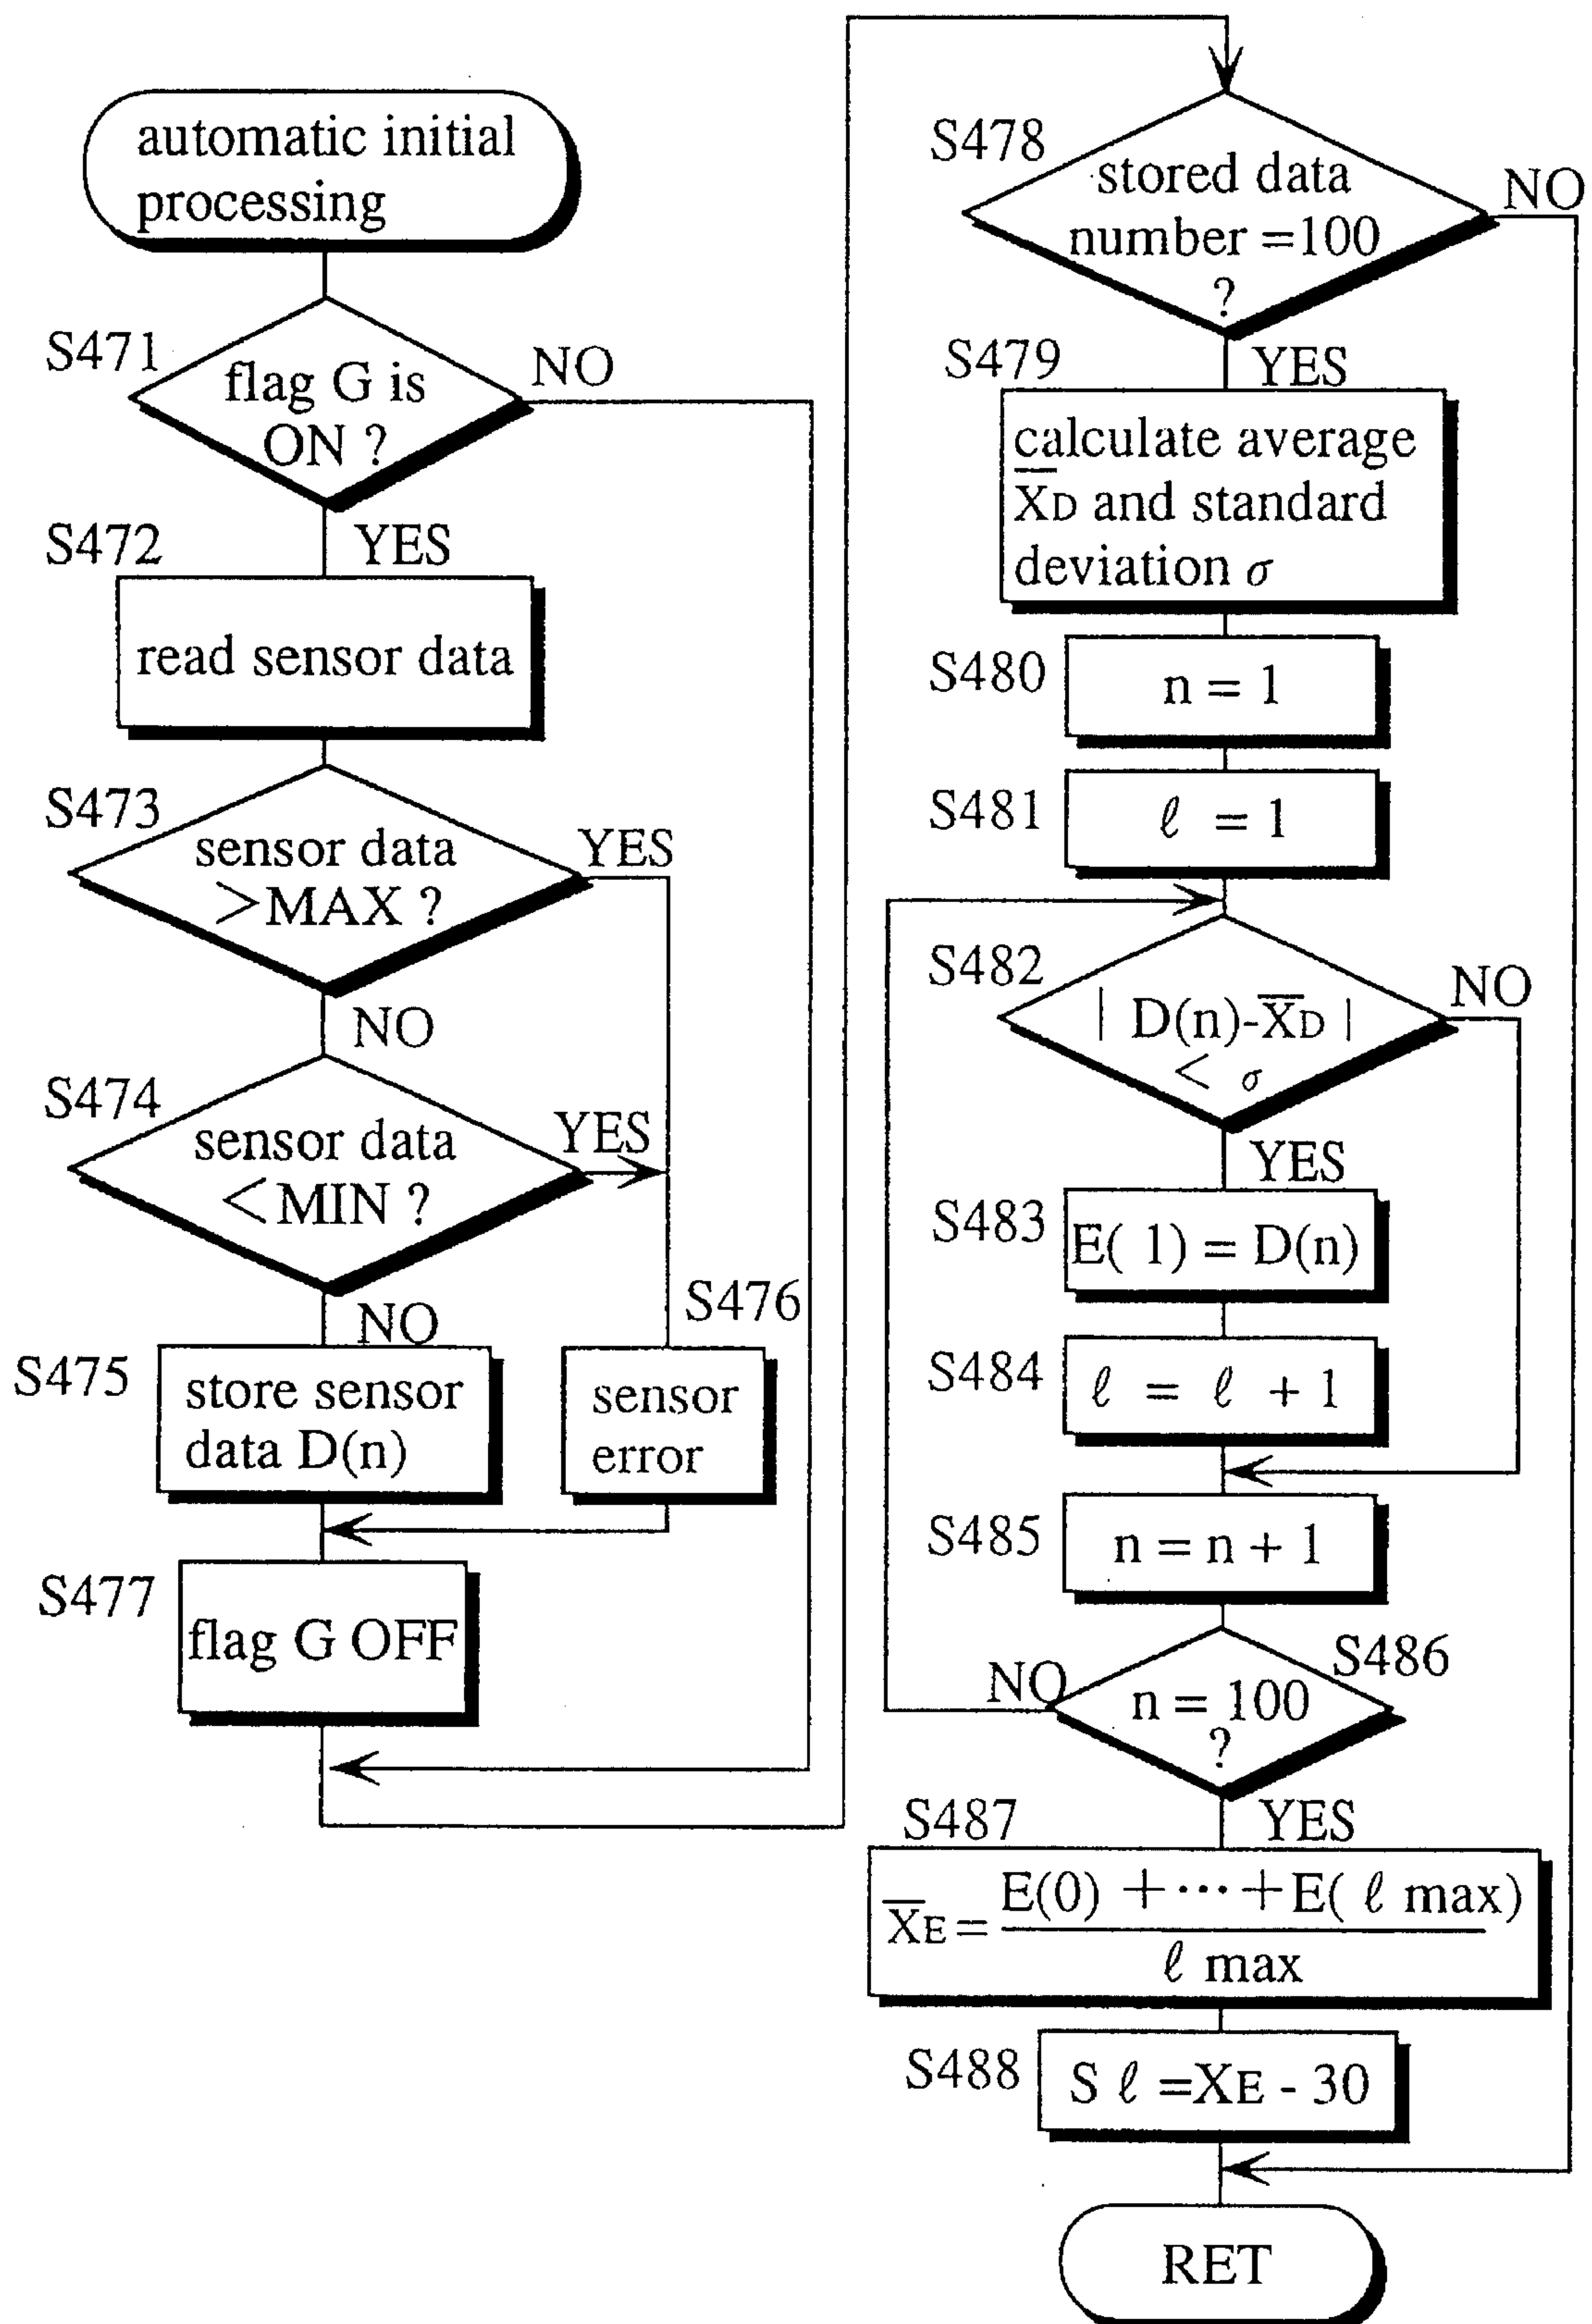 automatic initial
processing
S471
flag G is
ON ?
NO
YES
S472
read sensor data
S473
sensor data
>MAX ?
YES
NO
S474
sensor data
<MIN ?
YES
NO
S475
store sensor
data D(n)
S476
sensor
error
S477
flag G OFF
S478
stored data
number =100
?
NO
YES
S479
calculate average
X̅D and standard
deviation σ
S480
n = 1
S481
ℓ = 1
S482
| D(n)-X̅D |
< σ
NO
YES
S483
E( 1) = D(n)
S484
ℓ = ℓ + 1
S485
n = n + 1
S486
n = 100
?
NO
YES
S487
X̅E = E(0) +···+E( ℓ max)
ℓ max
S488
S ℓ =XE - 30
RET